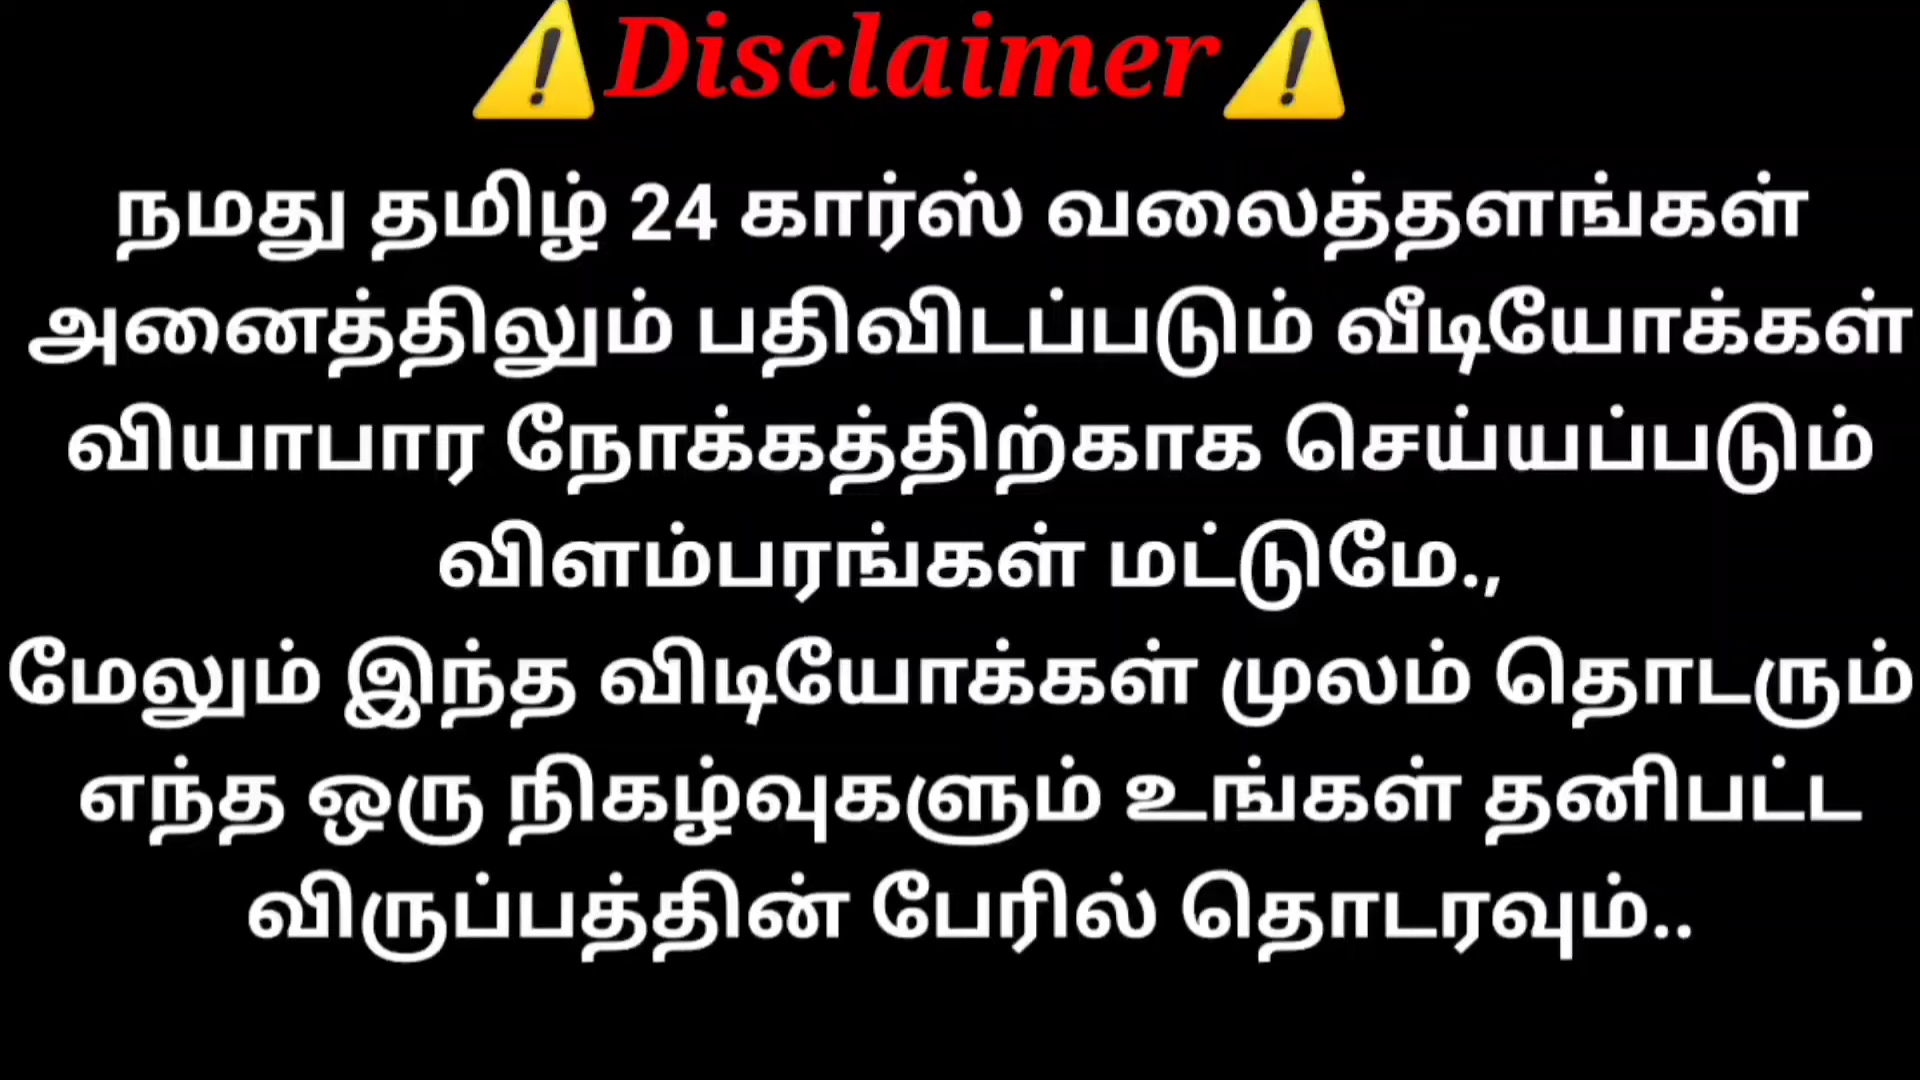 ⚠️Disclaimer⚠️
நமது தமிழ் 24 கார்ஸ் வலைத்தளங்கள்
அனைத்திலும் பதிவிடப்படும் வீடியோக்கள்
வியாபார நோக்கத்திற்காக செய்யப்படும்
விளம்பரங்கள் மட்டுமே.,
மேலும் இந்த விடியோக்கள் முலம் தொடரும்
எந்த ஒரு நிகழ்வுகளும் உங்கள் தனிபட்ட
விருப்பத்தின் பேரில் தொடரவும்..